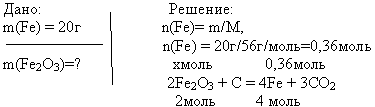 Дано: Решение:
m(Fe) = 20г n(Fe)= m/M,
n(Fe) = 20г/56г/моль=0,36моль
m(Fe2O3)=? xмоль 0,36моль
2Fe2O3 + C = 4Fe + 3CO2
2моль 4 моль